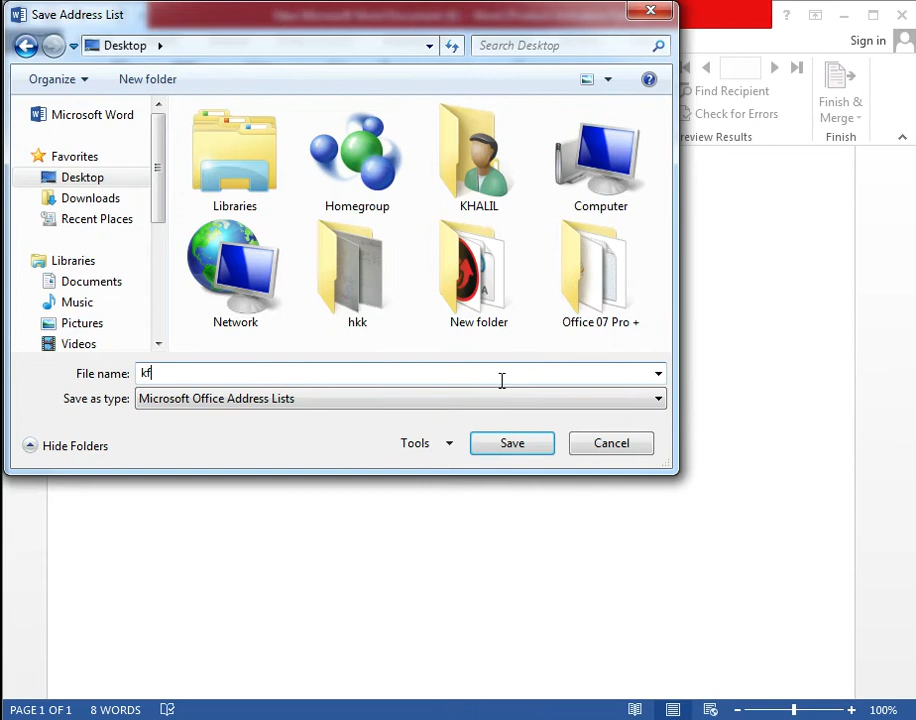 Save Address List
Sign in
Desktop
Search Desktop
Organize
New folder
Find Recipient
Check for Errors
Finish &
Merge
review Results
Finish
Microsoft Word
Favorites
Desktop
Downloads
Recent Places
Libraries
Documents
Music
Pictures
Videos
Libraries
Homegroup
KHALIL
Computer
Network
hkk
New folder
Office 07 Pro +
File name: kf
Save as type: Microsoft Office Address Lists
Hide Folders
Tools
Save
Cancel
PAGE 1 OF 1
8 WORDS
100%